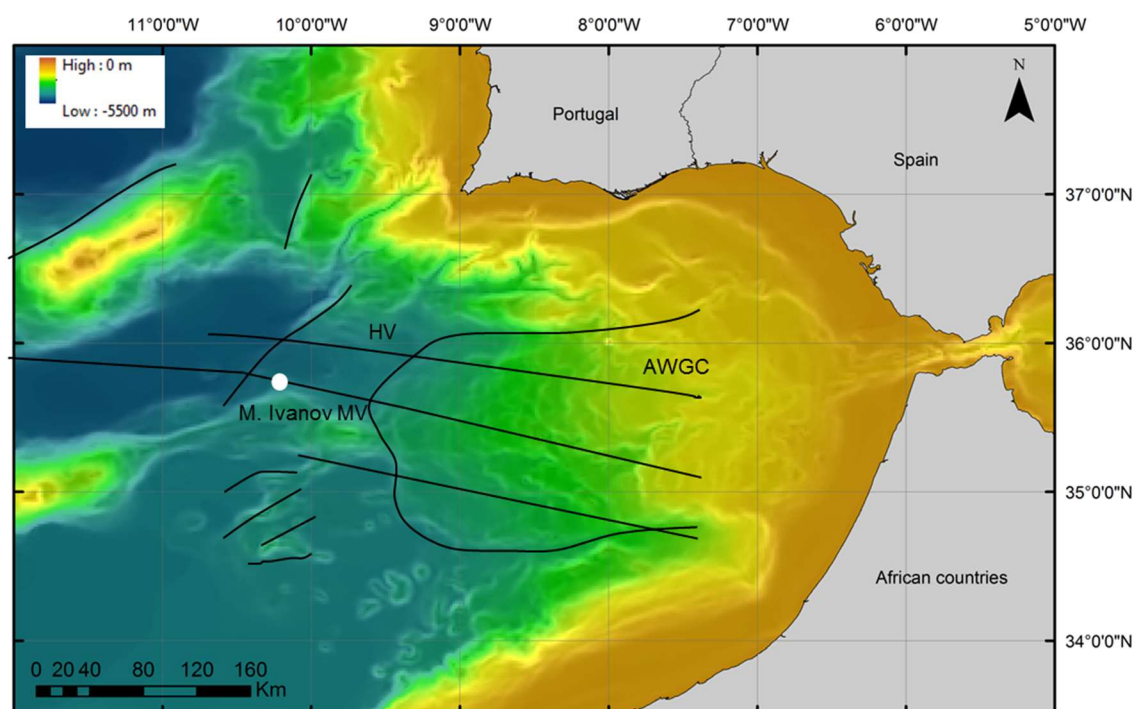 11°0'0"W 10°0'0"W 9°0'0"W 8°0'0"W 7°0'0"W 6°0'0"W 5°0'0"W
High : 0 m
Low : -5500 m
N
Portugal
Spain
37°0'0"N
HV
36°0'0"N
AWGC
M. Ivanov MV
35°0'0"N
African countries
34°0'0"N
0 20 40 80 120 160
Km